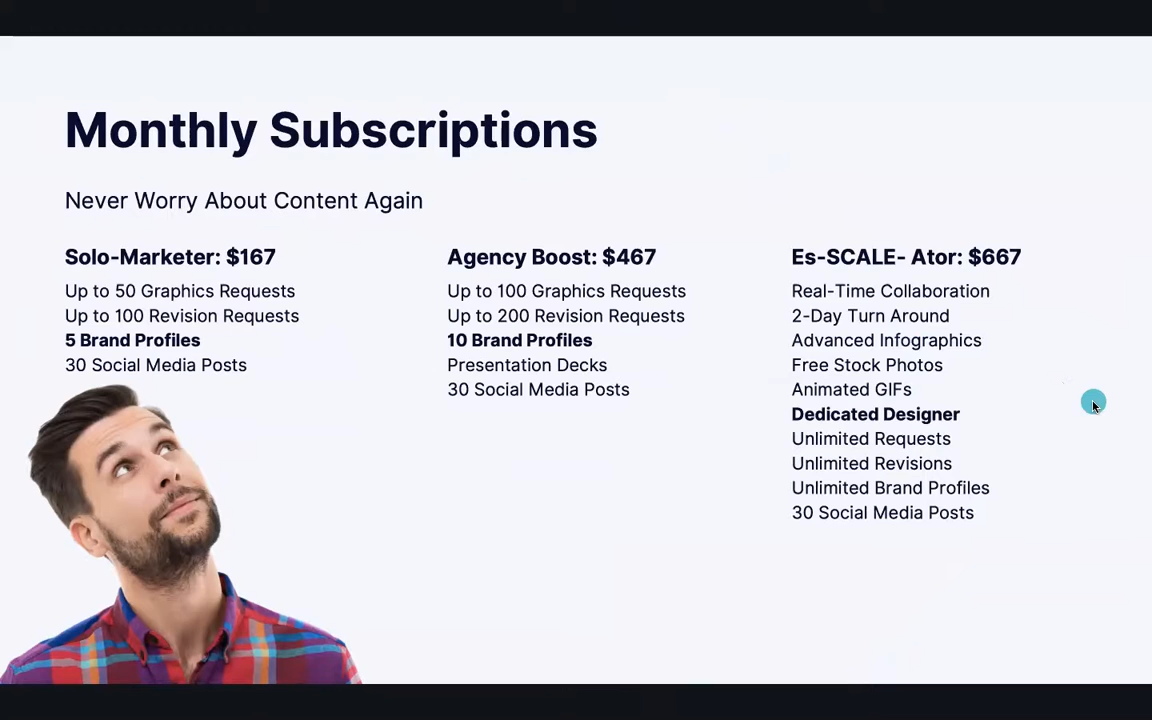 Monthly Subscriptions
Never Worry About Content Again
Solo-Marketer: $167
Up to 50 Graphics Requests
Up to 100 Revision Requests
5 Brand Profiles
30 Social Media Posts
Agency Boost: $467
Up to 100 Graphics Requests
Up to 200 Revision Requests
10 Brand Profiles
Presentation Decks
30 Social Media Posts
Es-SCALE- Ator: $667
Real-Time Collaboration
2-Day Turn Around
Advanced Infographics
Free Stock Photos
Animated GIFs
Dedicated Designer
Unlimited Requests
Unlimited Revisions
Unlimited Brand Profiles
30 Social Media Posts